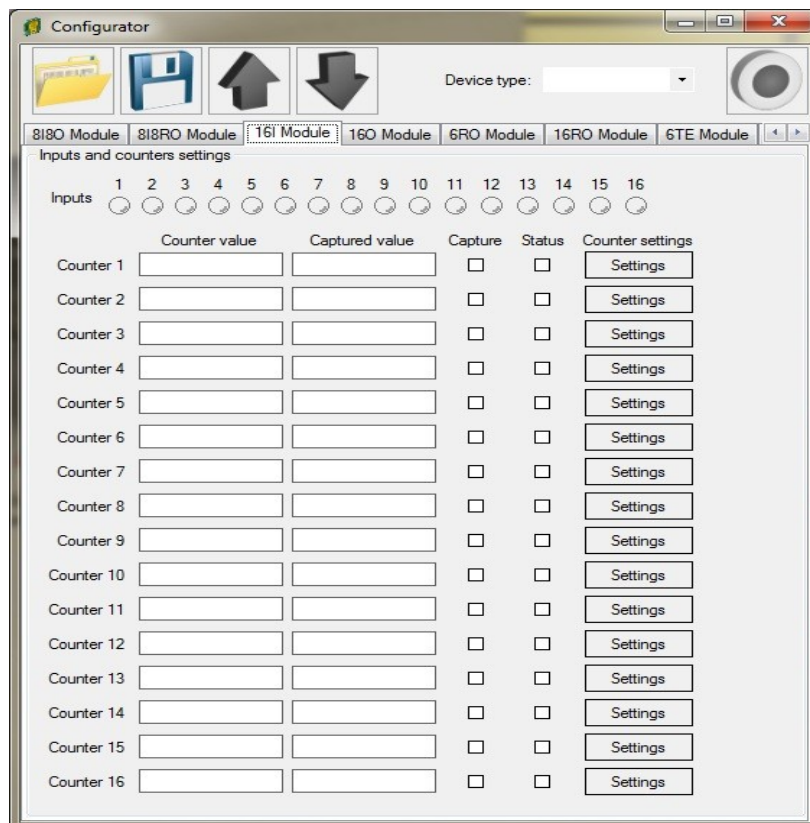 Configurator
Device type:
8I8O Module 8I8RO Module 16I Module 16O Module 6RO Module 16RO Module 6TE Module
Inputs and counters settings
1 2 3 4 5 6 7 8 9 10 11 12 13 14 15 16
Inputs
Counter value Captured value Capture Status Counter settings
Counter 1 Settings
Counter 2 Settings
Counter 3 Settings
Counter 4 Settings
Counter 5 Settings
Counter 6 Settings
Counter 7 Settings
Counter 8 Settings
Counter 9 Settings
Counter 10 Settings
Counter 11 Settings
Counter 12 Settings
Counter 13 Settings
Counter 14 Settings
Counter 15 Settings
Counter 16 Settings